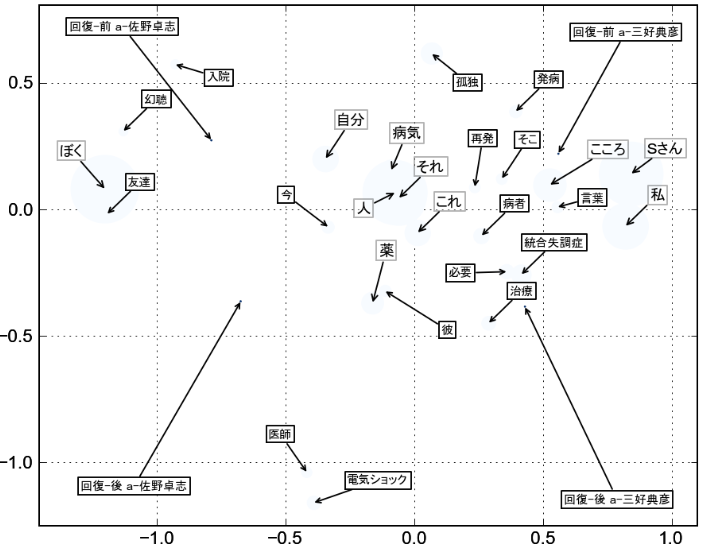 回復-前 a-佐野卓志
回復-前 a-三好典彦
入院
孤独
発病
幻聴
自分
病気
再発
そこ
ぼく
友達
それ
こころ
Sさん
今
人
これ
病者
言葉
私
薬
必要
統合失調症
治療
彼
医師
電気ショック
回復-後 a-佐野卓志
回復-後 a-三好典彦
0.5
0.0
−0.5
−1.0
−1.0
−0.5
0.0
0.5
1.0